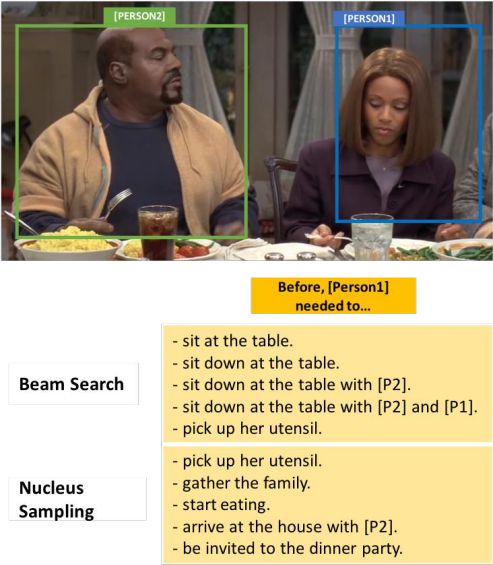 [PERSON2]
[PERSON1]
Before, [Person1]
needed to...
Beam Search
- sit at the table.
- sit down at the table.
- sit down at the table with [P2].
- sit down at the table with [P2] and [P1].
- pick up her utensil.
Nucleus
Sampling
- pick up her utensil.
- gather the family.
- start eating.
- arrive at the house with [P2].
- be invited to the dinner party.